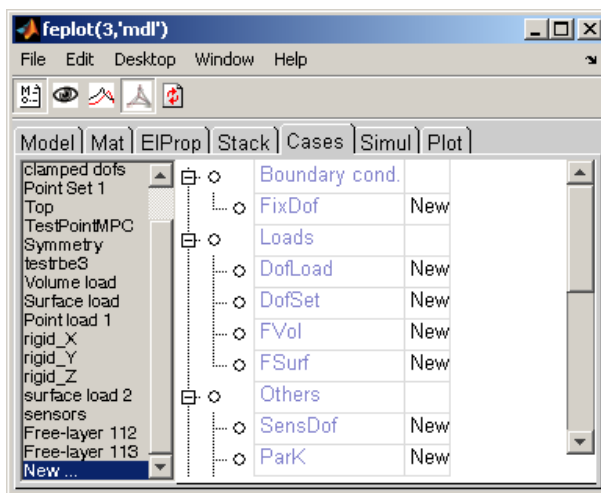 feplot(3,'mdl')
File Edit Desktop Window Help
Model Mat ElProp Stack Cases Simul Plot
clamped dofs
Point Set 1
Top
TestPointMPC
Symmetry
testrbe3
Volume load
Surface load
Point load 1
rigid_X
rigid_Y
rigid_Z
surface load 2
sensors
Free-layer 112
Free-layer 113
New ...
Boundary cond.
FixDof New
Loads
DofLoad New
DofSet New
FVol New
FSurf New
Others
SensDof New
ParK New